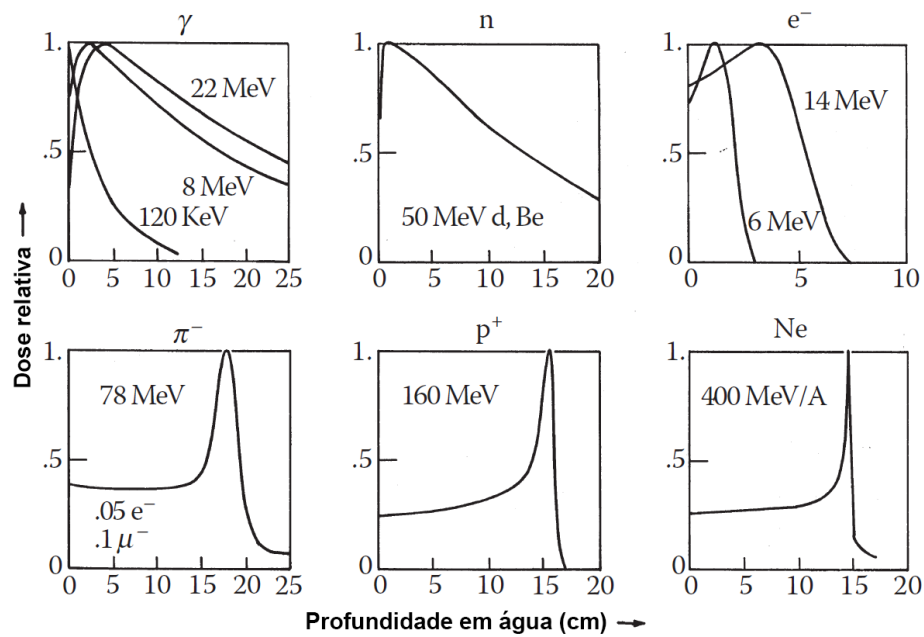 γ
1.
.5
0
22 MeV
8 MeV
120 KeV
0 5 10 15 20 25
n
1.
.5
0
50 MeV d, Be
0 5 10 15 20
e⁻
1.
.5
0
14 MeV
6 MeV
0 5 10
Dose relativa
π⁻
1.
.5
0
78 MeV
.05 e⁻
.1 μ⁻
0 5 10 15 20 25
p⁺
1.
.5
0
160 MeV
0 5 10 15 20
Ne
1.
.5
0
400 MeV/A
0 5 10 15 20
Profundidade em água (cm)